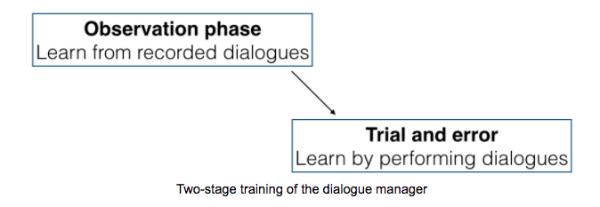 Observation phase
Learn from recorded dialogues
Trial and error
Learn by performing dialogues
Two-stage training of the dialogue manager